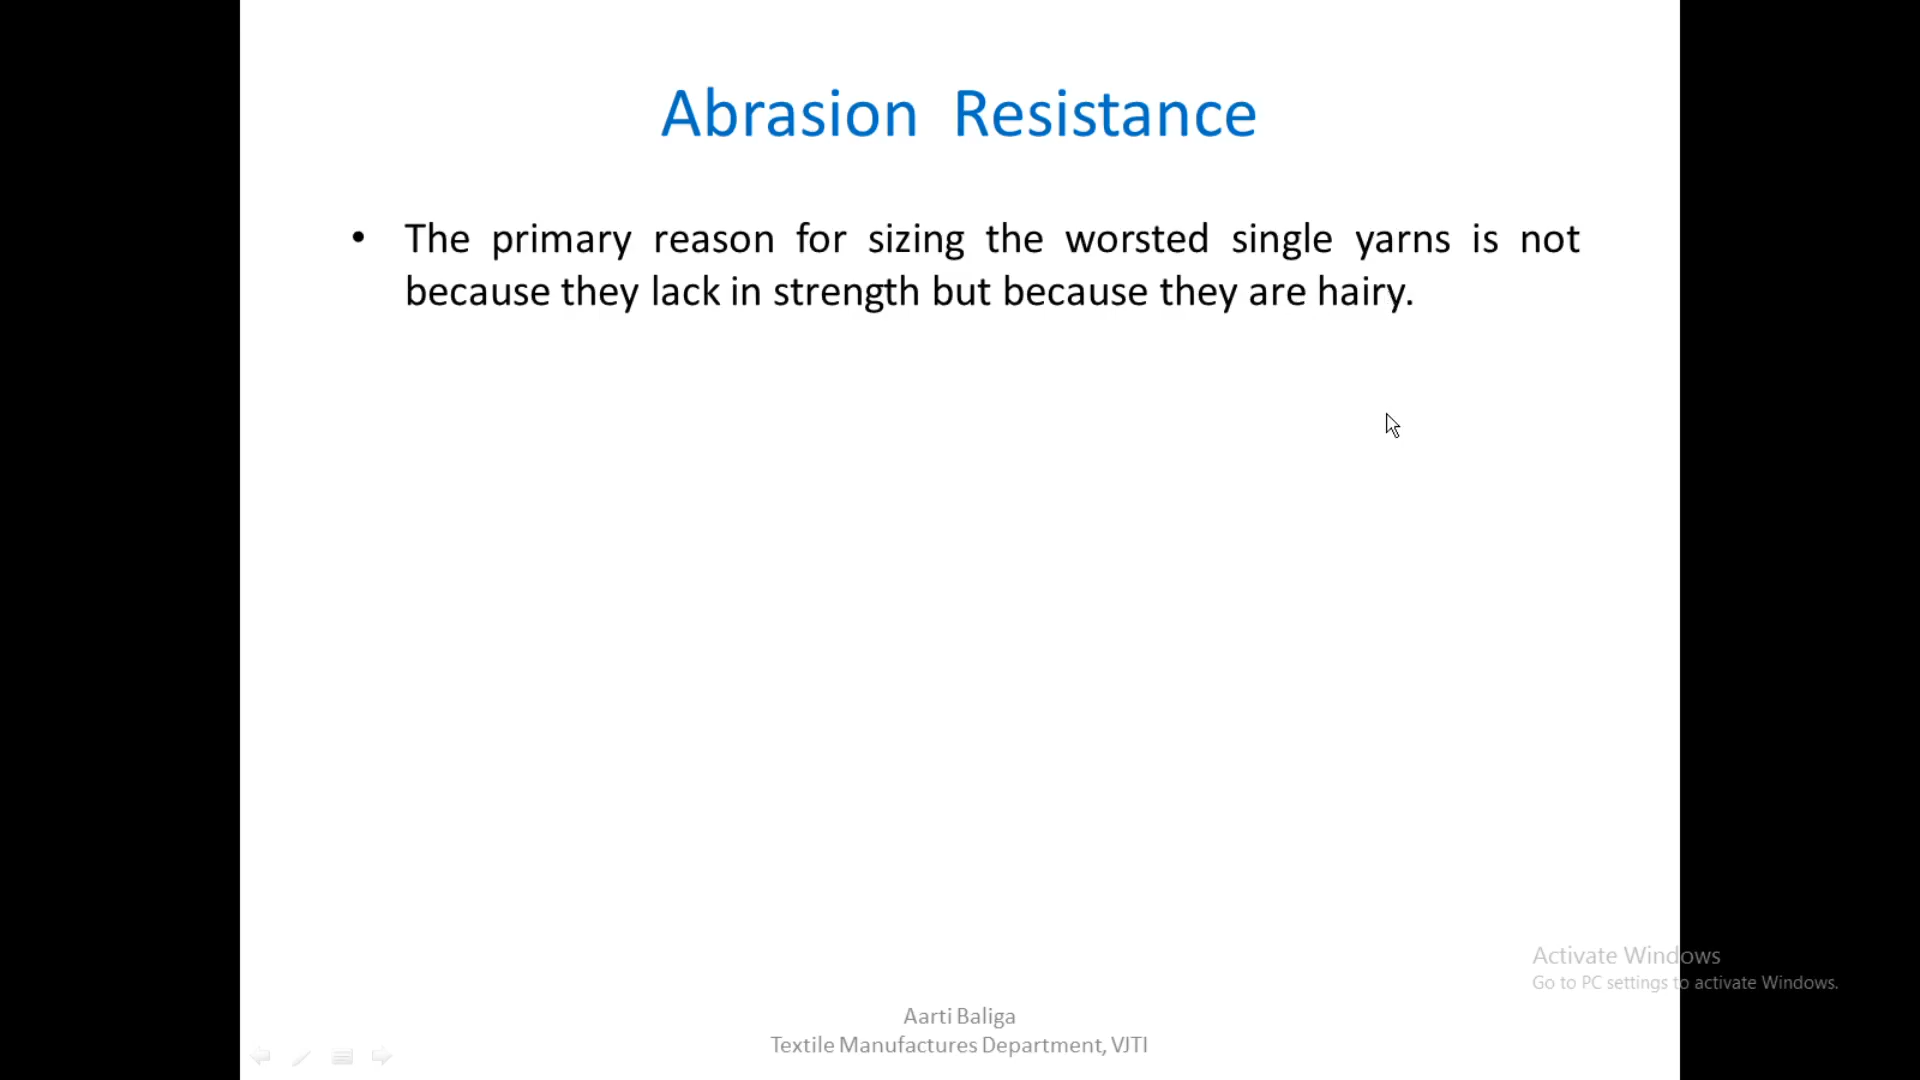 Abrasion Resistance
• The primary reason for sizing the worsted single yarns is not
because they lack in strength but because they are hairy.
Activate Windows
Go to PC settings to activate Windows.
Aarti Baliga
Textile Manufactures Department, VJTI